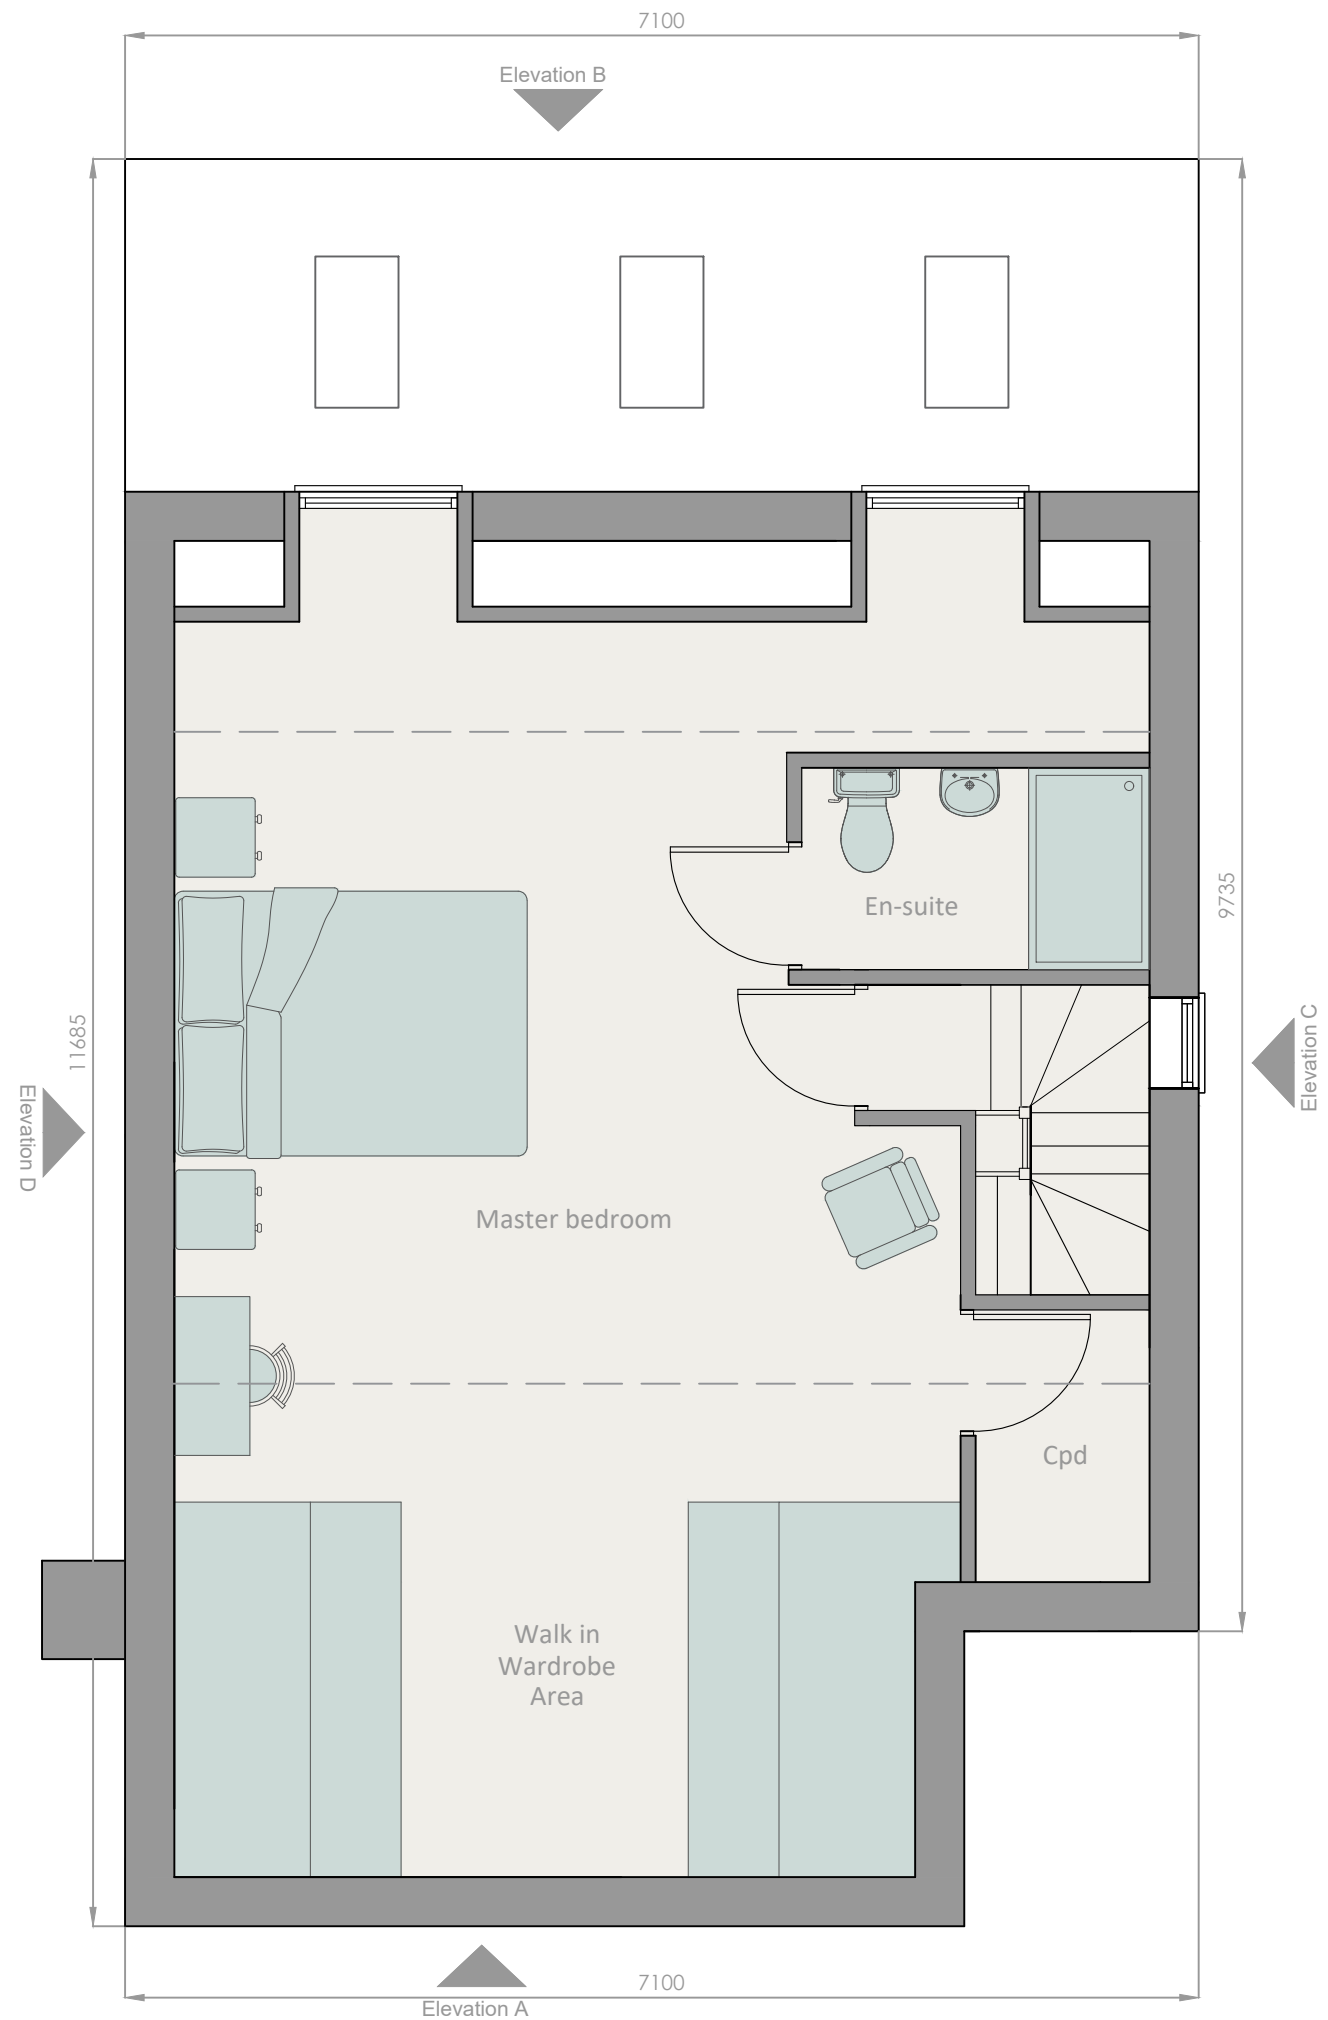 7100
Elevation B
9735
En-suite
11685
Elevation C
Elevation D
Master bedroom
Cpd
Walk in
Wardrobe
Area
7100
Elevation A